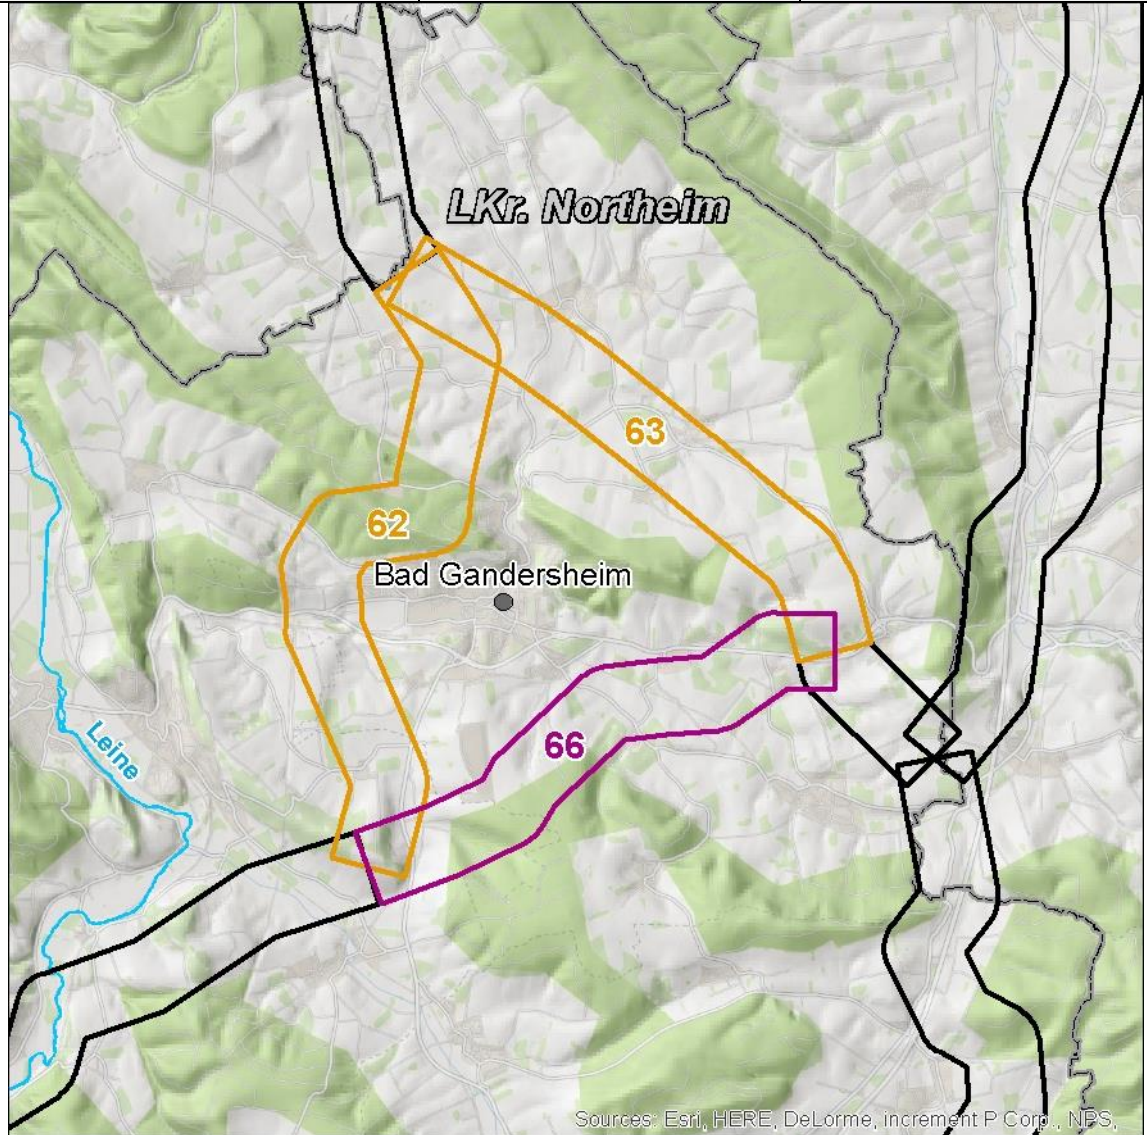 LKr. Northeim
63
62
Bad Gandersheim
66
Leine
Sources: Esri, HERE, DeLorme, increment P Corp., NPS,